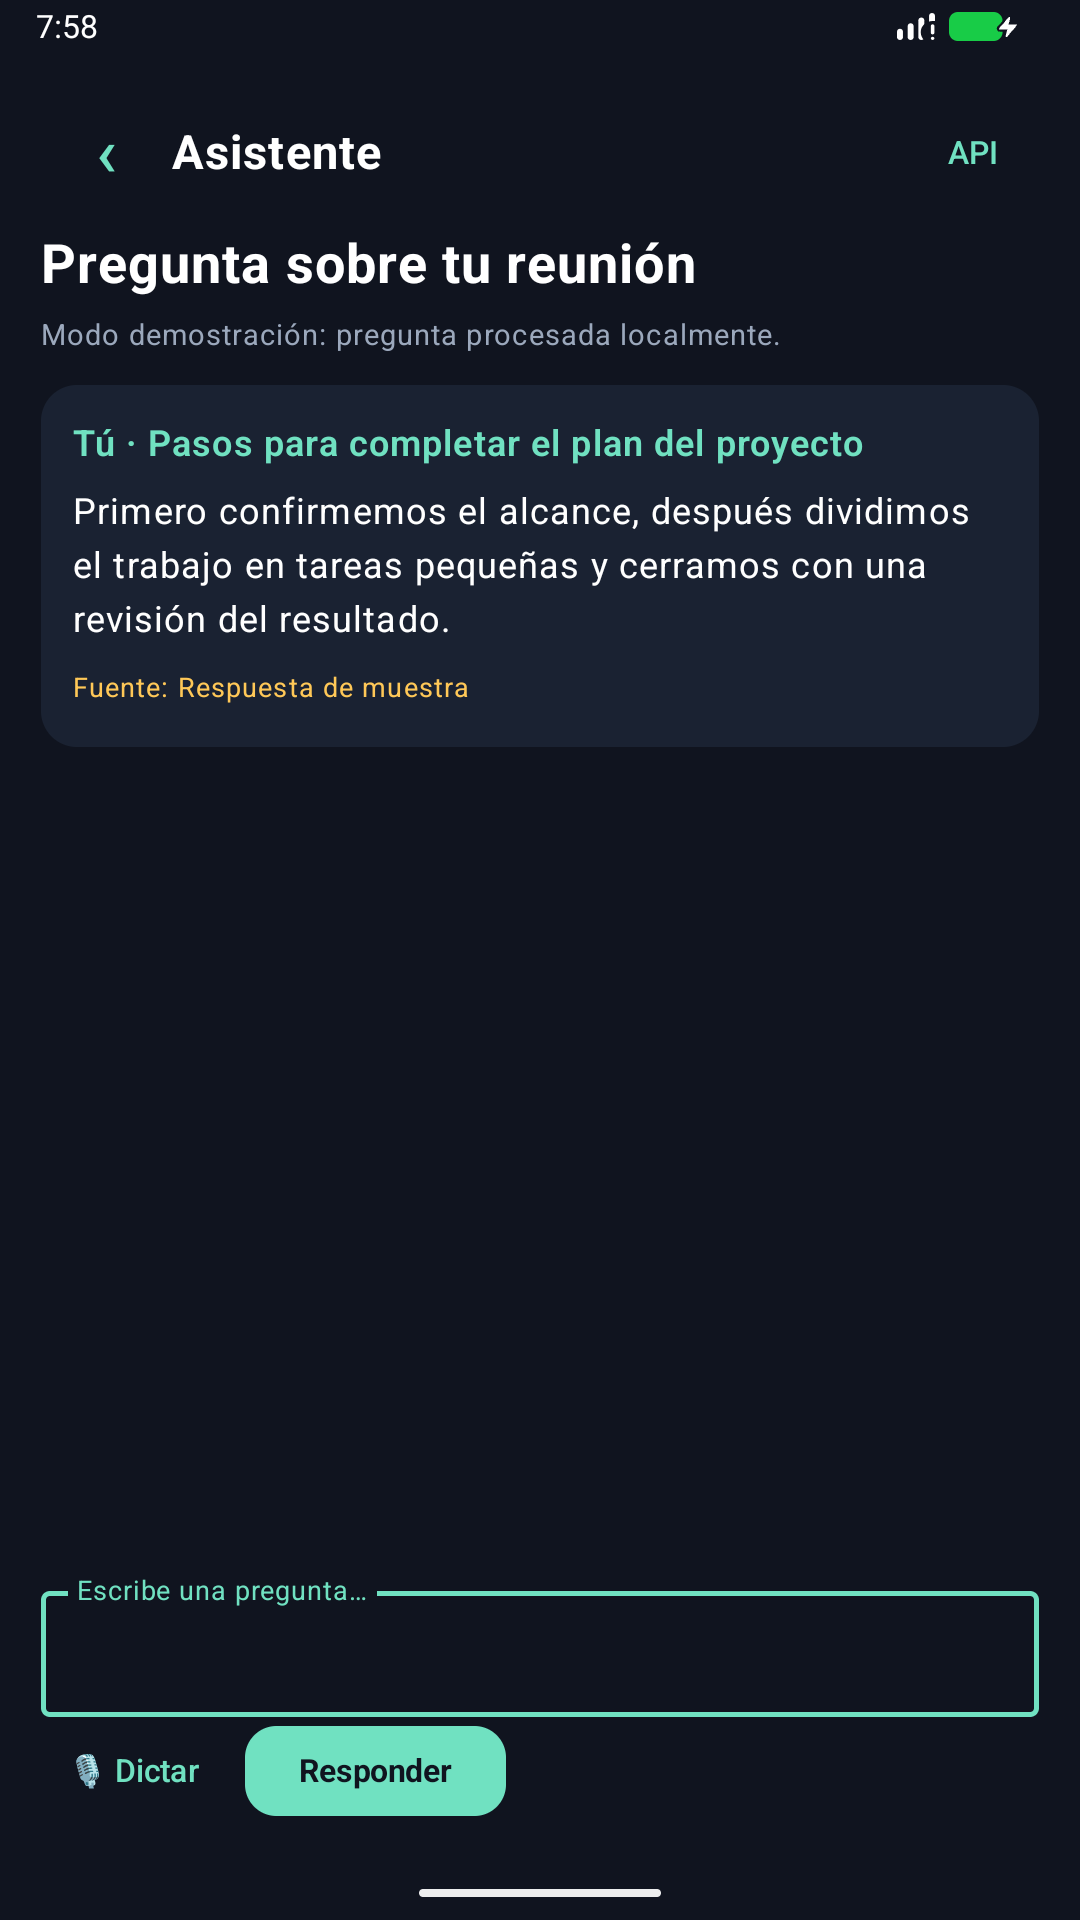 7:58
‹ Asistente API
Pregunta sobre tu reunión
Modo demostración: pregunta procesada localmente.
Tú · Pasos para completar el plan del proyecto
Primero confirmemos el alcance, después dividimos
el trabajo en tareas pequeñas y cerramos con una
revisión del resultado.
Fuente: Respuesta de muestra
Escribe una pregunta…
🎙️ Dictar Responder